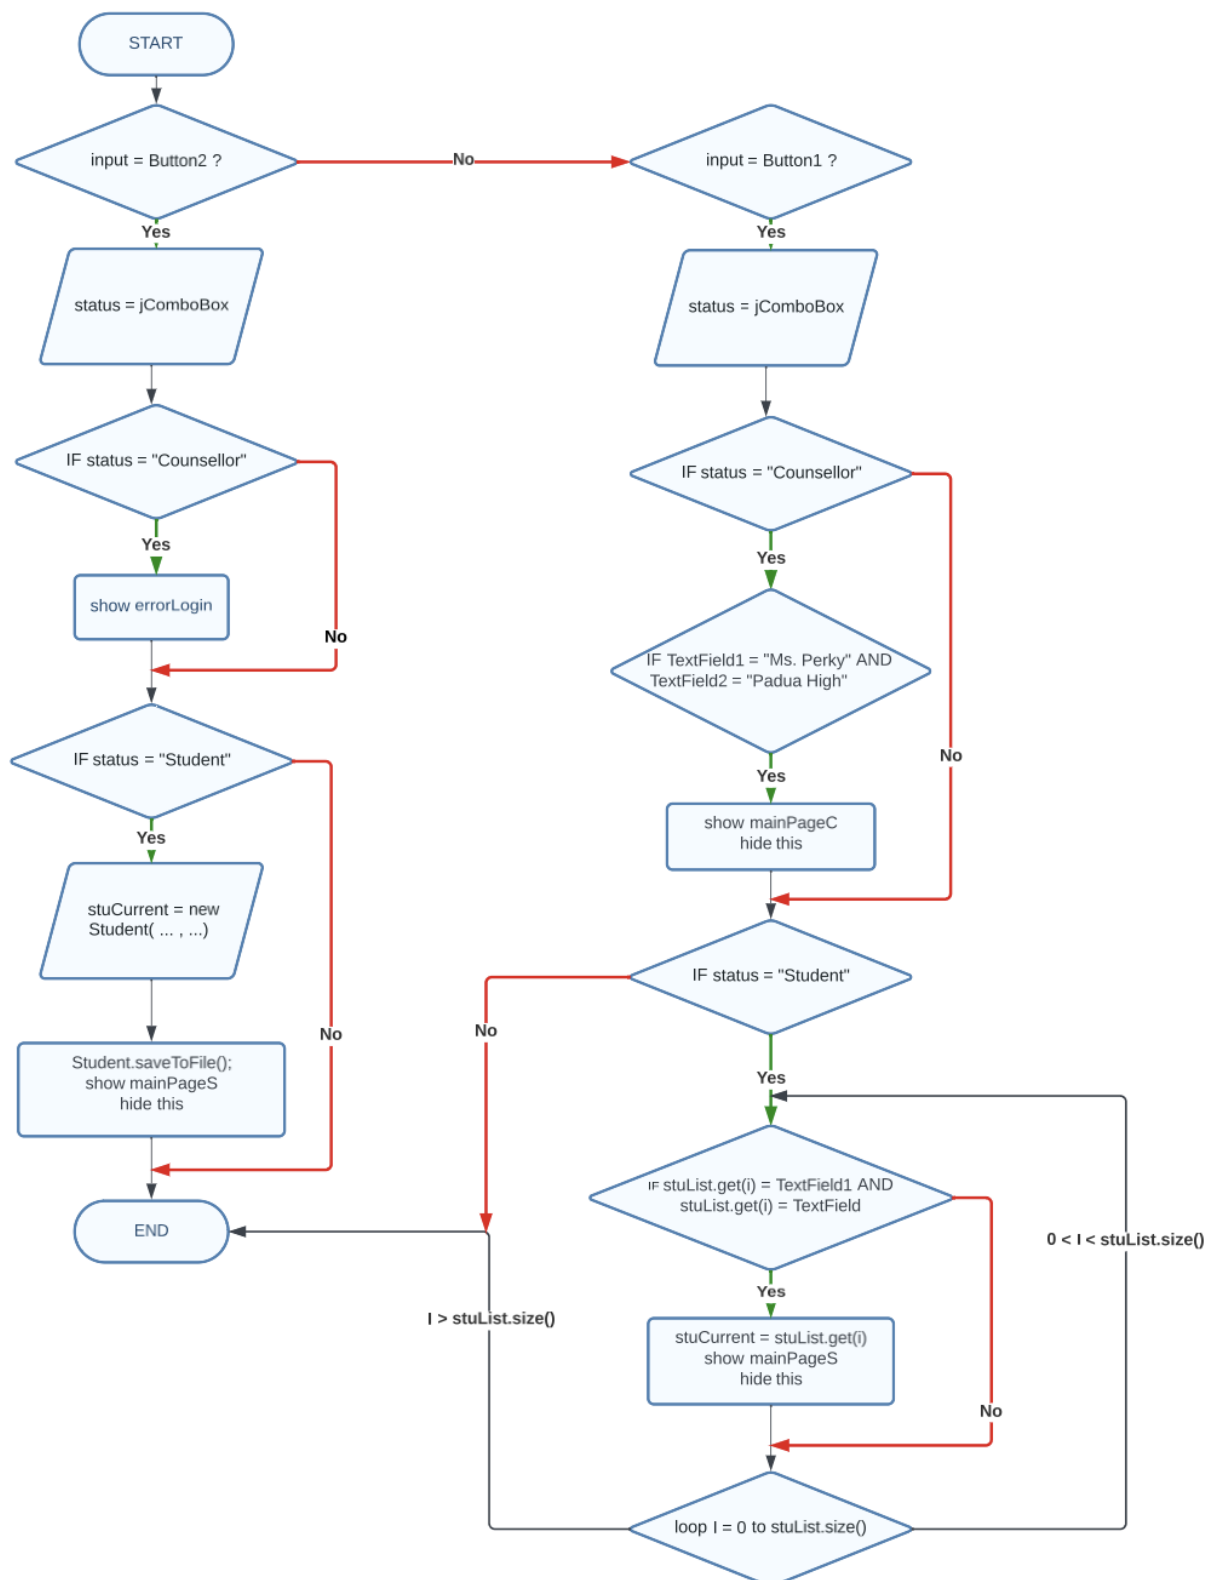 START
input = Button2 ?
No
input = Button1 ?
Yes
status = jComboBox
IF status = "Counsellor"
Yes
show errorLogin
No
IF status = "Student"
Yes
stuCurrent = new
Student( ... , ...)
No
Student.saveToFile();
show mainPageS
hide this
END
Yes
status = jComboBox
IF status = "Counsellor"
Yes
IF TextField1 = "Ms. Perky" AND
TextField2 = "Padua High"
No
Yes
show mainPageC
hide this
IF status = "Student"
No
Yes
IF stuList.get(i) = TextField1 AND
stuList.get(i) = TextField
0 < I < stuList.size()
Yes
I > stuList.size()
stuCurrent = stuList.get(i)
show mainPageS
hide this
No
loop I = 0 to stuList.size()